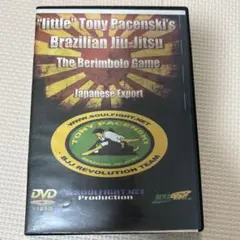 "little" Tony Pacenski's
Brazilian Jiu-Jitsu
The Berimbolo Game
Japanese Export
WWW.SOULFIGHT.NET
TONY PACENSKI
BJJ REVOLUTION TEAM
DVD
VIDEO
SOULFIGHT.NET
Production